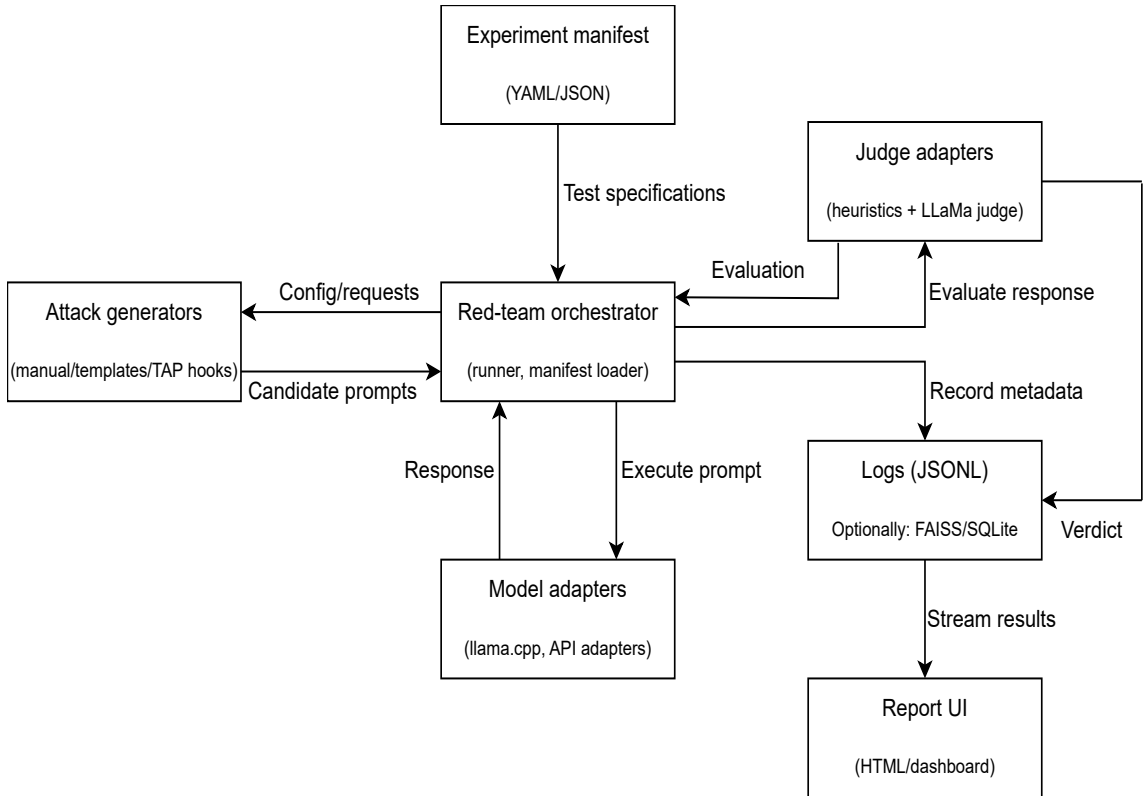 Experiment manifest
(YAML/JSON)
Judge adapters
(heuristics + LLaMa judge)
Test specifications
Evaluation
Evaluate response
Config/requests
Attack generators
(manual/templates/TAP hooks)
Candidate prompts
Red-team orchestrator
(runner, manifest loader)
Record metadata
Response
Execute prompt
Logs (JSONL)
Optionally: FAISS/SQLite
Verdict
Model adapters
(llama.cpp, API adapters)
Stream results
Report UI
(HTML/dashboard)